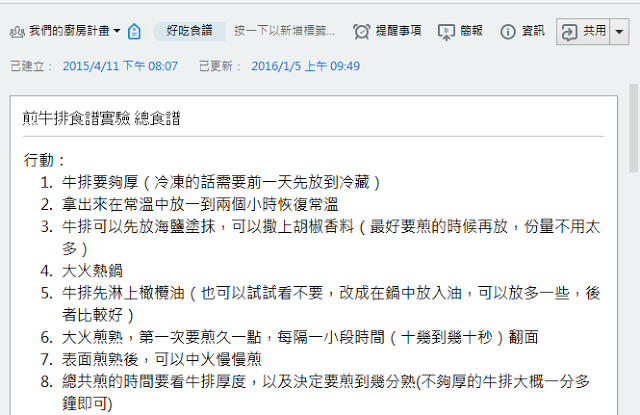 我們的廚房計畫 好吃食譜 按一下以新增標籤... 提醒事項 簡報 資訊 共用
已建立： 2015/4/11 下午 08:07 已更新： 2016/1/5 上午 09:49
煎牛排食譜實驗 總食譜
行動：
1. 牛排要夠厚（冷凍的話需要前一天先放到冷藏）
2. 拿出來在常溫中放一到兩個小時恢復常溫
3. 牛排可以先放海鹽塗抹，可以撒上胡椒香料（最好要煎的時候再放，份量不用太
多）
4. 大火熱鍋
5. 牛排先淋上橄欖油（也可以試試看不要，改成在鍋中放入油，可以放多一些，後
者比較好）
6. 大火煎熟，第一次要煎久一點，每隔一小段時間（十幾到幾十秒）翻面
7. 表面煎熟後，可以中火慢慢煎
8. 總共煎的時間要看牛排厚度，以及決定要煎到幾分熟(不夠厚的牛排大概一分多
鐘即可)